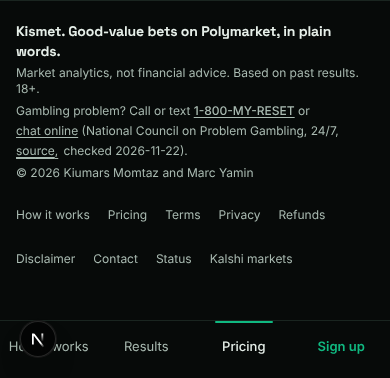 Kismet. Good-value bets on Polymarket, in plain
words.
Market analytics, not financial advice. Based on past results.
18+.
Gambling problem? Call or text 1-800-MY-RESET or
chat online (National Council on Problem Gambling, 24/7,
source, checked 2026-11-22).
© 2026 Kiumars Momtaz and Marc Yamin
How it works Pricing Terms Privacy Refunds
Disclaimer Contact Status Kalshi markets
works Results Pricing Sign up